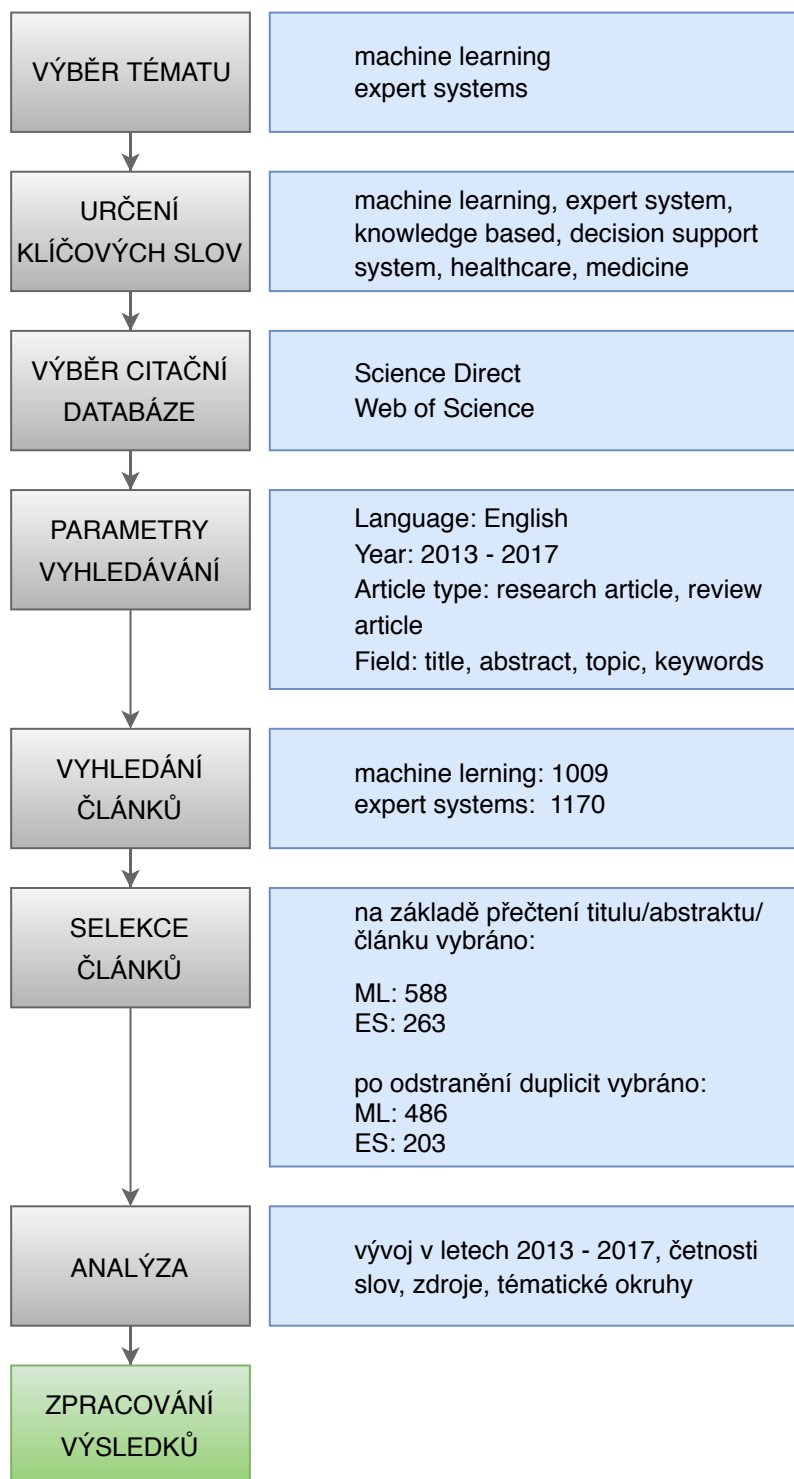 VÝBĚR TÉMATU
machine learning
expert systems
URČENÍ
KLÍČOVÝCH SLOV
machine learning, expert system,
knowledge based, decision support
system, healthcare, medicine
VÝBĚR CITAČNÍ
DATABÁZE
Science Direct
Web of Science
PARAMETRY
VYHLEDÁVÁNÍ
Language: English
Year: 2013 - 2017
Article type: research article, review
article
Field: title, abstract, topic, keywords
VYHLEDÁNÍ
ČLÁNKŮ
machine lerning: 1009
expert systems:  1170
SELEKCE
ČLÁNKŮ
na základě přečtení titulu/abstraktu/
článku vybráno:
ML: 588
ES: 263
po odstranění duplicit vybráno:
ML: 486
ES: 203
ANALÝZA
vývoj v letech 2013 - 2017, četnosti
slov, zdroje, tématické okruhy
ZPRACOVÁNÍ
VÝSLEDKŮ